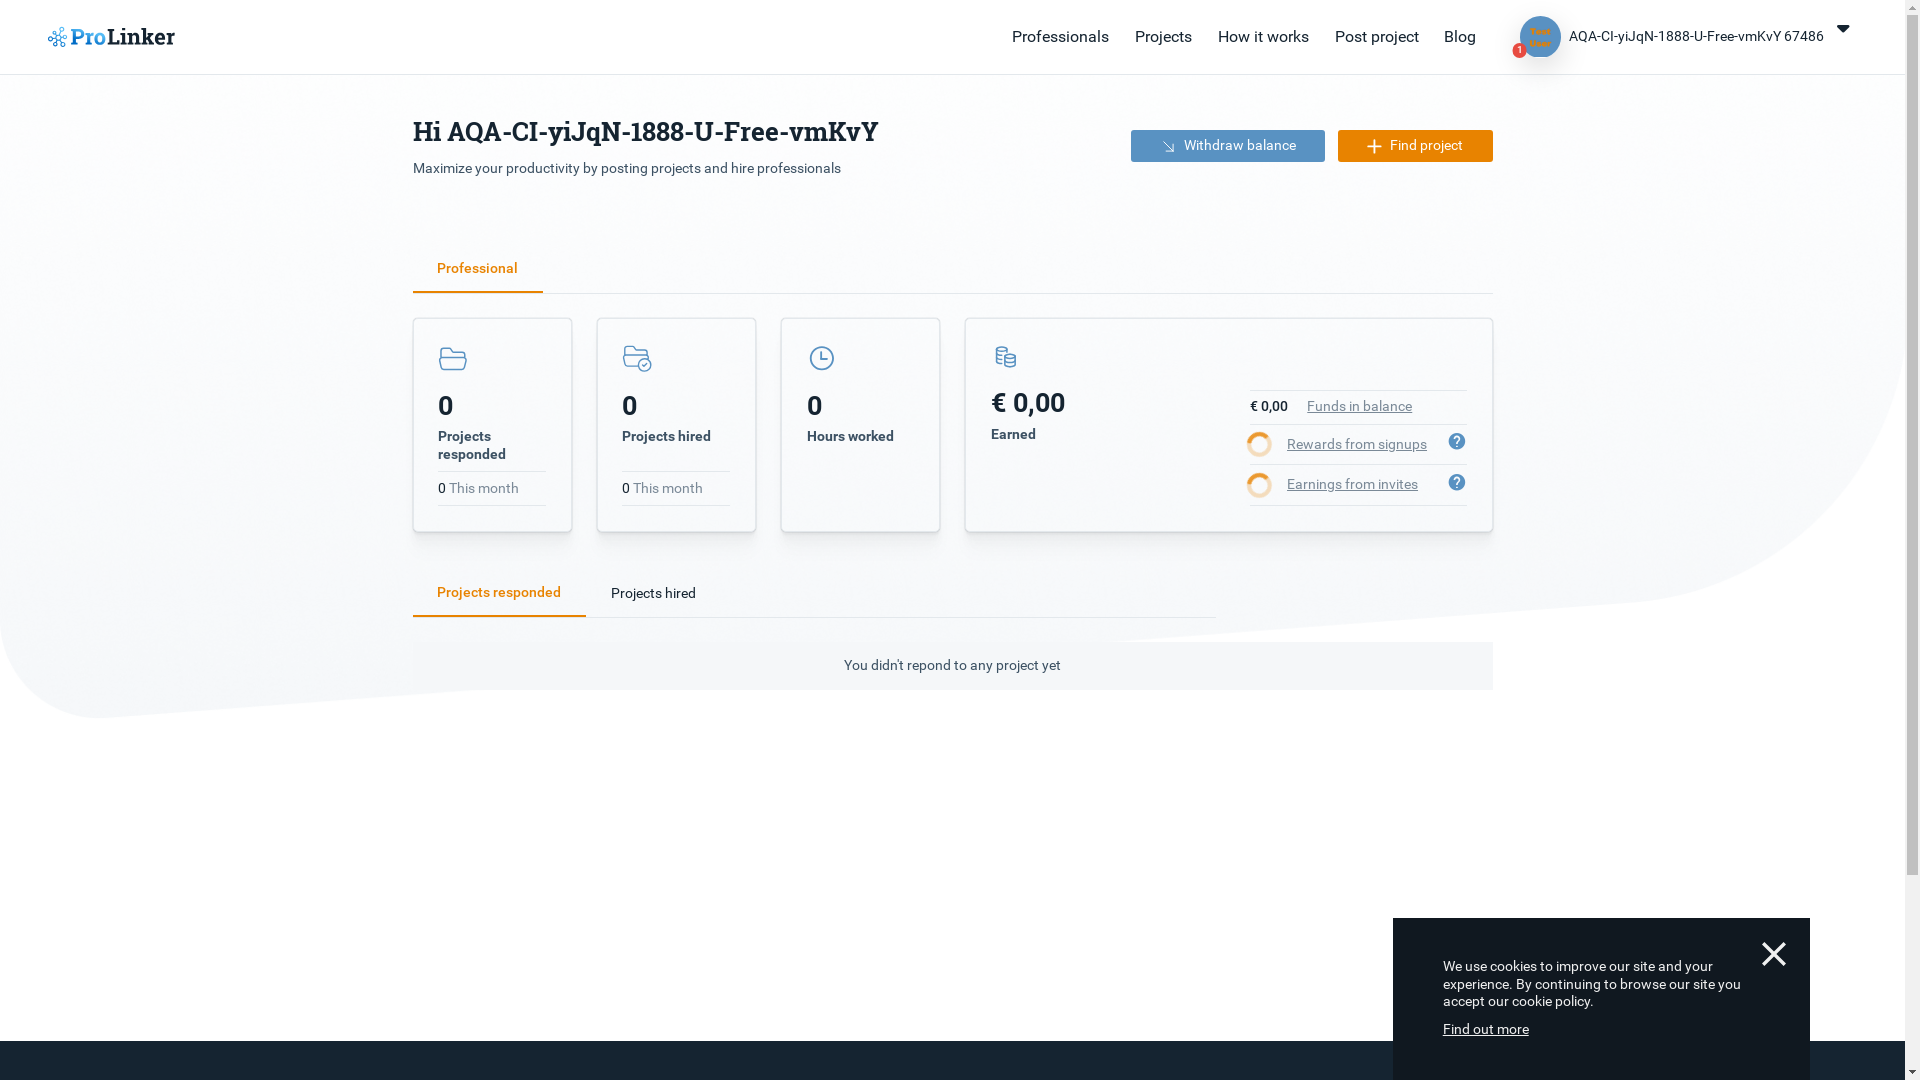 ProLinker
Professionals
Projects
How it works
Post project
Blog
Test
User
1
AQA-CI-yiJqN-1888-U-Free-vmKvY 67486
Hi AQA-CI-yiJqN-1888-U-Free-vmKvY
Maximize your productivity by posting projects and hire professionals
Withdraw balance
Find project
Professional
0
Projects
responded
0 This month
0
Projects hired
0 This month
0
Hours worked
€ 0,00
Earned
€ 0,00 Funds in balance
Rewards from signups ?
Earnings from invites ?
Projects responded
Projects hired
You didn't repond to any project yet
We use cookies to improve our site and your
experience. By continuing to browse our site you
accept our cookie policy.
Find out more